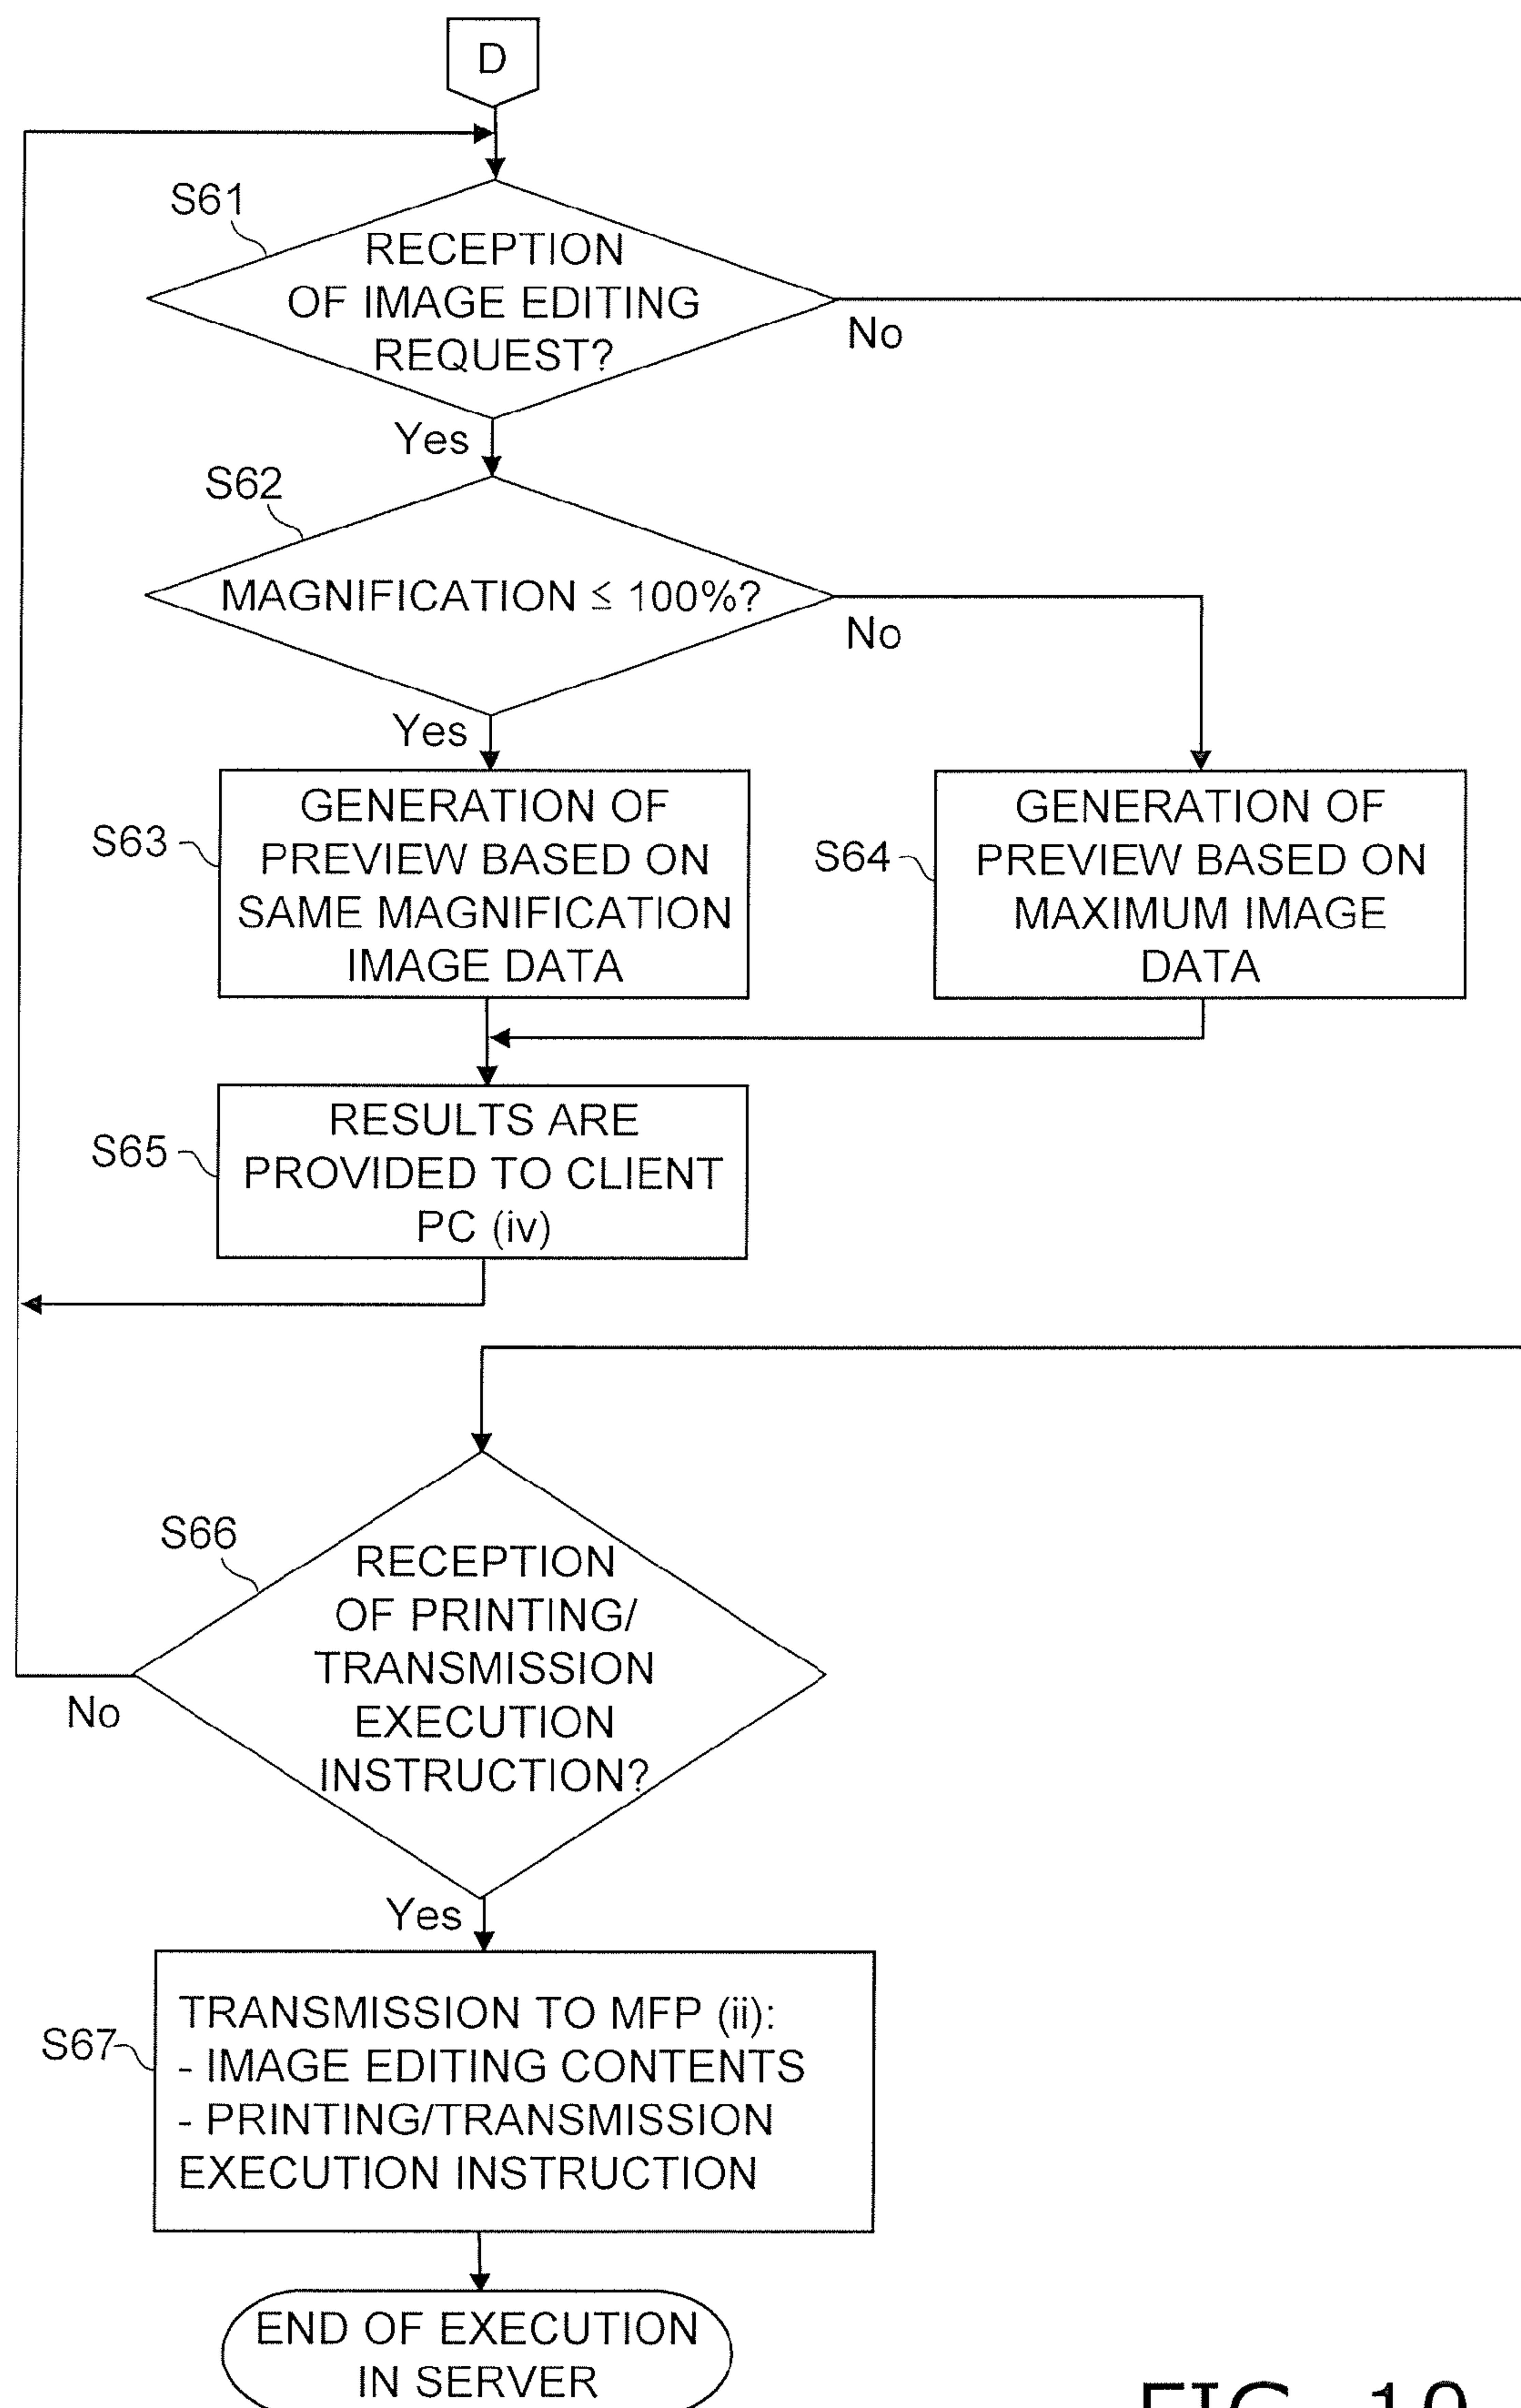 D
S61
RECEPTION
OF IMAGE EDITING
REQUEST?
No
Yes
S62
MAGNIFICATION ≤ 100%?
No
Yes
S63
GENERATION OF
PREVIEW BASED ON
SAME MAGNIFICATION
IMAGE DATA
S64
GENERATION OF
PREVIEW BASED ON
MAXIMUM IMAGE
DATA
S65
RESULTS ARE
PROVIDED TO CLIENT
PC (iv)
S66
RECEPTION
OF PRINTING/
TRANSMISSION
EXECUTION
INSTRUCTION?
No
Yes
S67
TRANSMISSION TO MFP (ii):
- IMAGE EDITING CONTENTS
- PRINTING/TRANSMISSION
EXECUTION INSTRUCTION
END OF EXECUTION
IN SERVER